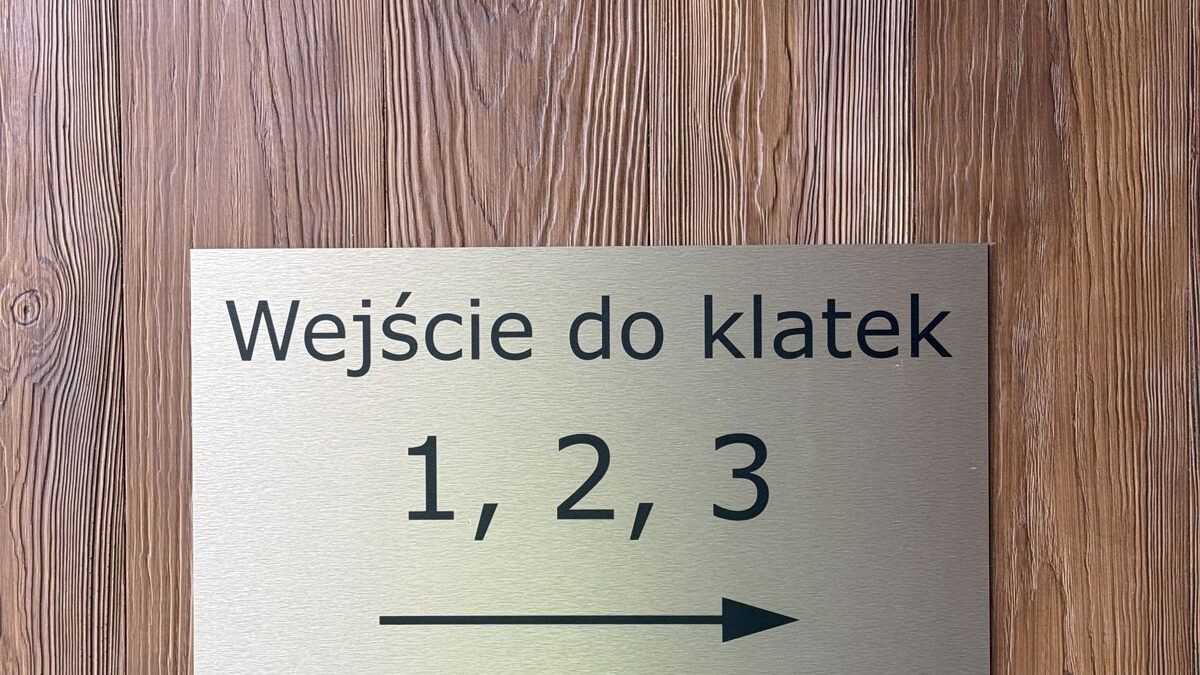 Wejście do klatek
1, 2, 3